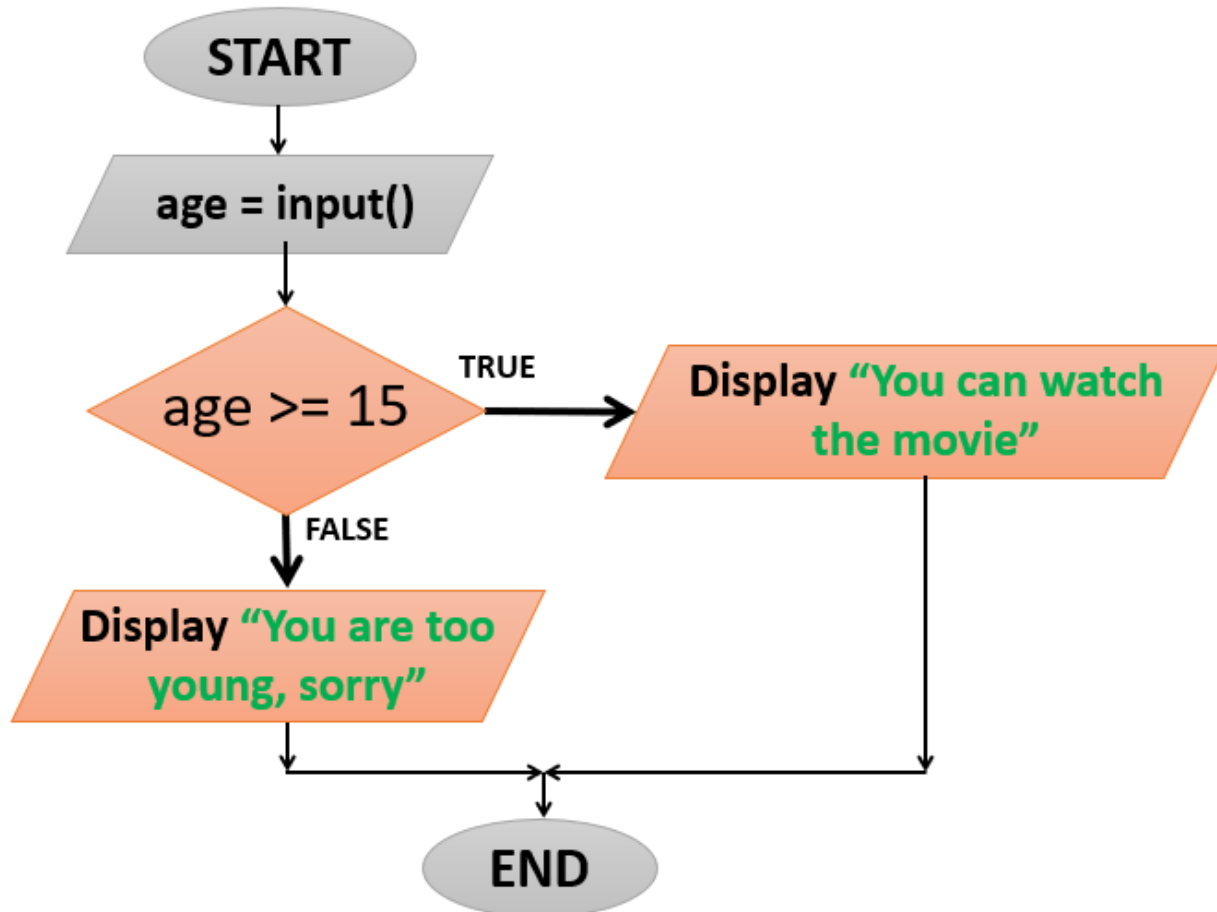 START
age = input()
age >= 15
TRUE
Display “You can watch
the movie”
FALSE
Display “You are too
young, sorry”
END